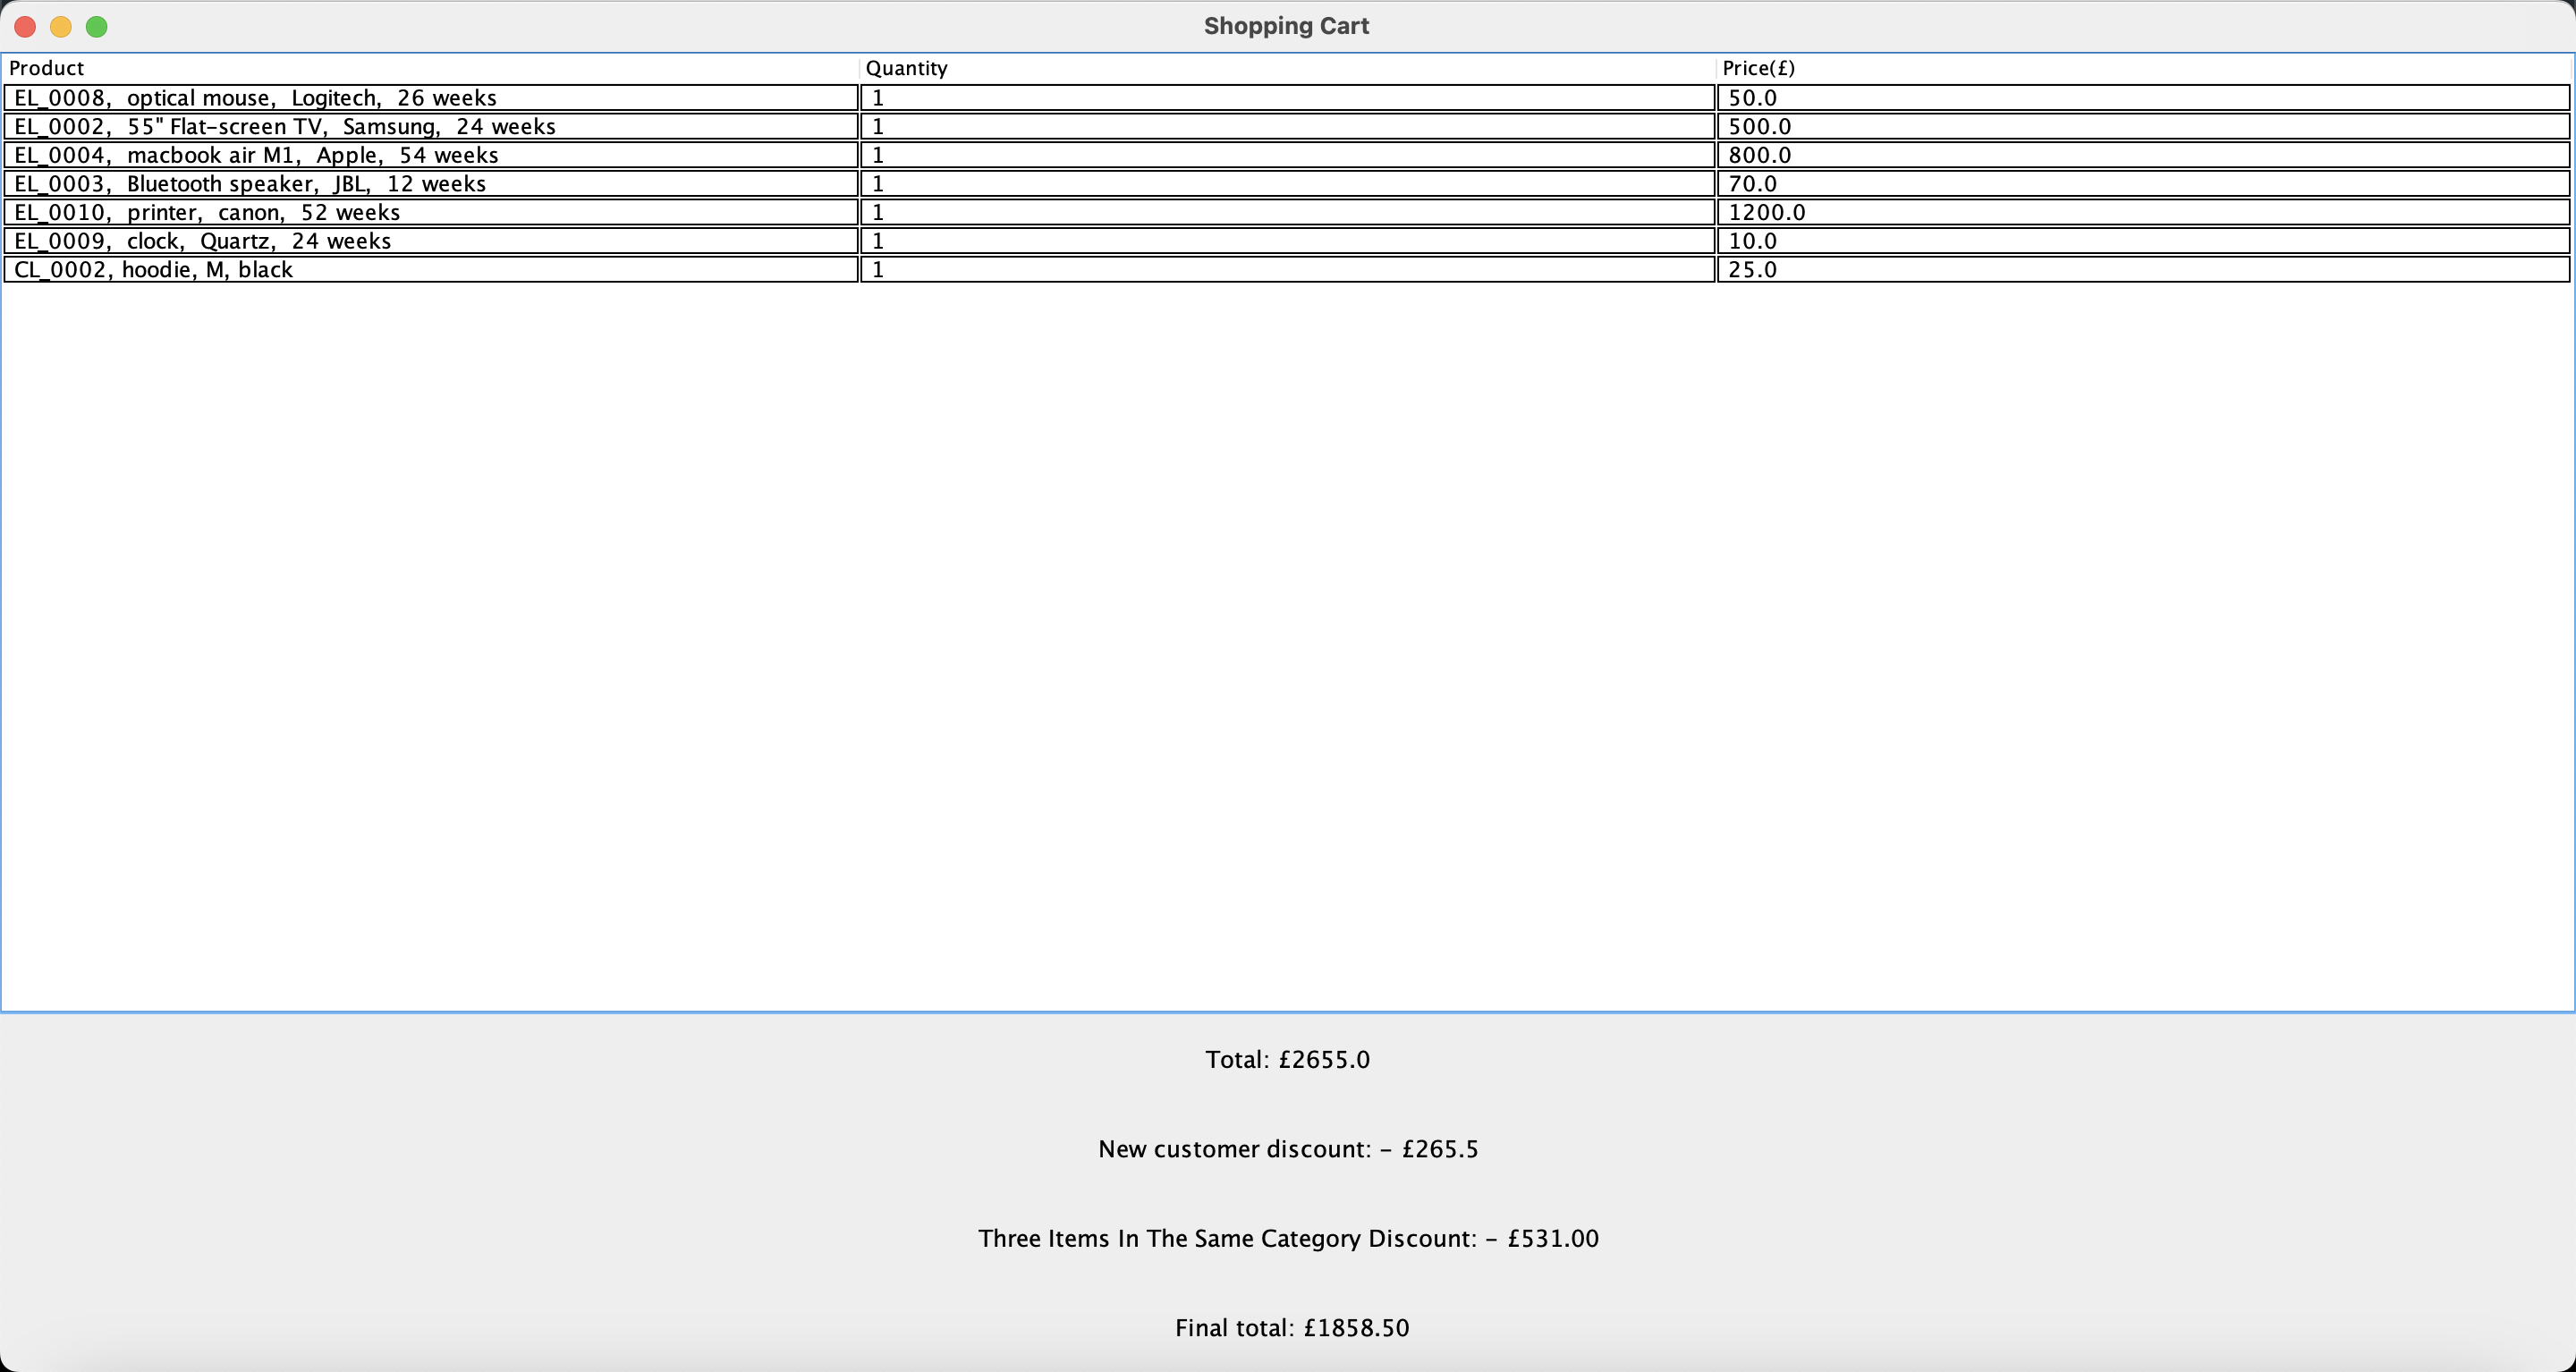 Shopping Cart
Product Quantity Price(£)
EL_0008, optical mouse, Logitech, 26 weeks 1 50.0
EL_0002, 55" Flat-screen TV, Samsung, 24 weeks 1 500.0
EL_0004, macbook air M1, Apple, 54 weeks 1 800.0
EL_0003, Bluetooth speaker, JBL, 12 weeks 1 70.0
EL_0010, printer, canon, 52 weeks 1 1200.0
EL_0009, clock, Quartz, 24 weeks 1 10.0
CL_0002, hoodie, M, black 1 25.0
Total: £2655.0
New customer discount: - £265.5
Three Items In The Same Category Discount: - £531.00
Final total: £1858.50